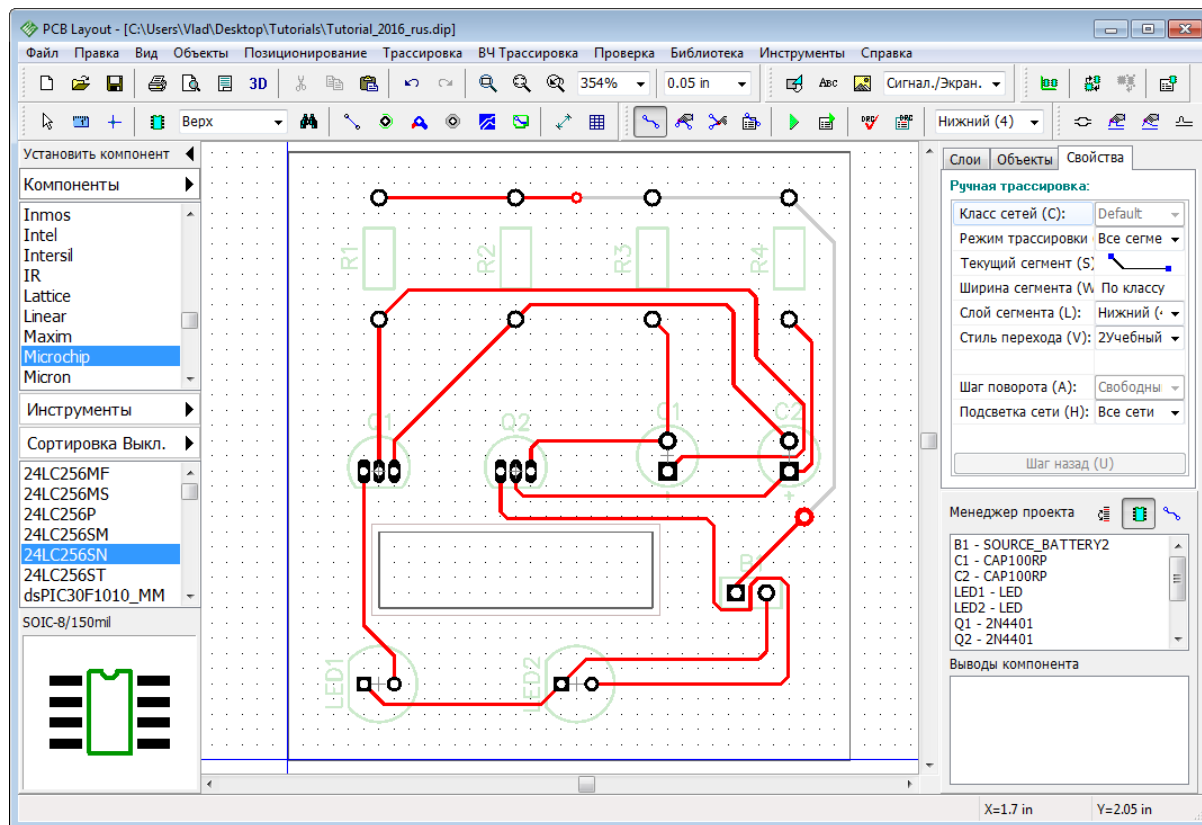 PCB Layout - [C:\Users\Vlad\Desktop\Tutorials\Tutorial_2016_rus.dip]
Файл Правка Вид Объекты Позиционирование Трассировка ВЧ Трассировка Проверка Библиотека Инструменты Справка
3D 354% 0.05 in ABC Сигнал./Экран.
Верх DRC DRC Нижний (4)
Установить компонент
Компоненты
Inmos
Intel
Intersil
IR
Lattice
Linear
Maxim
Microchip
Micron
Инструменты
Сортировка Выкл.
24LC256MF
24LC256MS
24LC256P
24LC256SM
24LC256SN
24LC256ST
dsPIC30F1010_MM
SOIC-8/150mil
R1 R2 R3 R4
Q1 Q2 C1 C2
B1
LED1 LED2
Слои Объекты Свойства
Ручная трассировка:
Класс сетей (C): Default
Режим трассировки Все сегме
Текущий сегмент (S)
Ширина сегмента (W По классу
Слой сегмента (L): Нижний (
Стиль перехода (V): 2Учебный
Шаг поворота (A): Свободны
Подсветка сети (H): Все сети
Шаг назад (U)
Менеджер проекта
B1 - SOURCE_BATTERY2
C1 - CAP100RP
C2 - CAP100RP
LED1 - LED
LED2 - LED
Q1 - 2N4401
Q2 - 2N4401
Выводы компонента
X=1.7 in Y=2.05 in